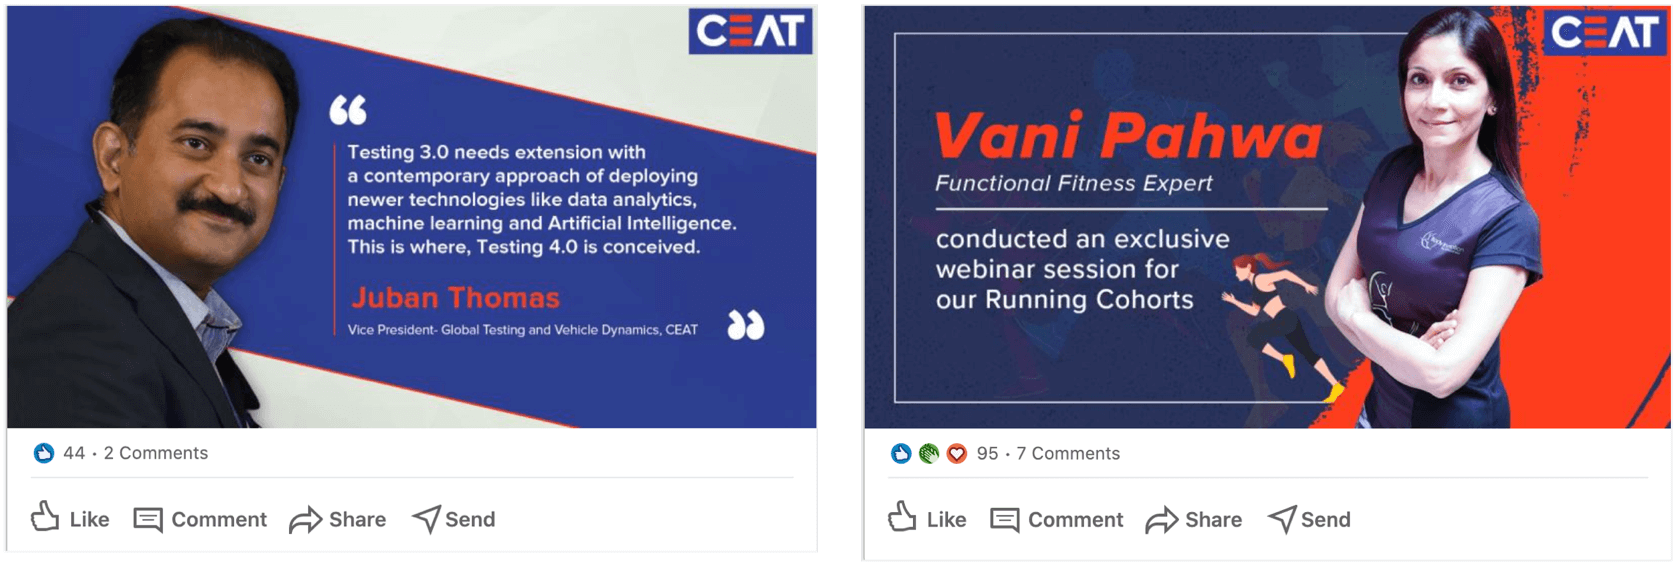 CEAT
“
Testing 3.0 needs extension with
a contemporary approach of deploying
newer technologies like data analytics,
machine learning and Artificial Intelligence.
This is where, Testing 4.0 is conceived.
Juban Thomas
Vice President- Global Testing and Vehicle Dynamics, CEAT
”
44 · 2 Comments
Like Comment Share Send
CEAT
Vani Pahwa
Functional Fitness Expert
conducted an exclusive
webinar session for
our Running Cohorts
95 · 7 Comments
Like Comment Share Send